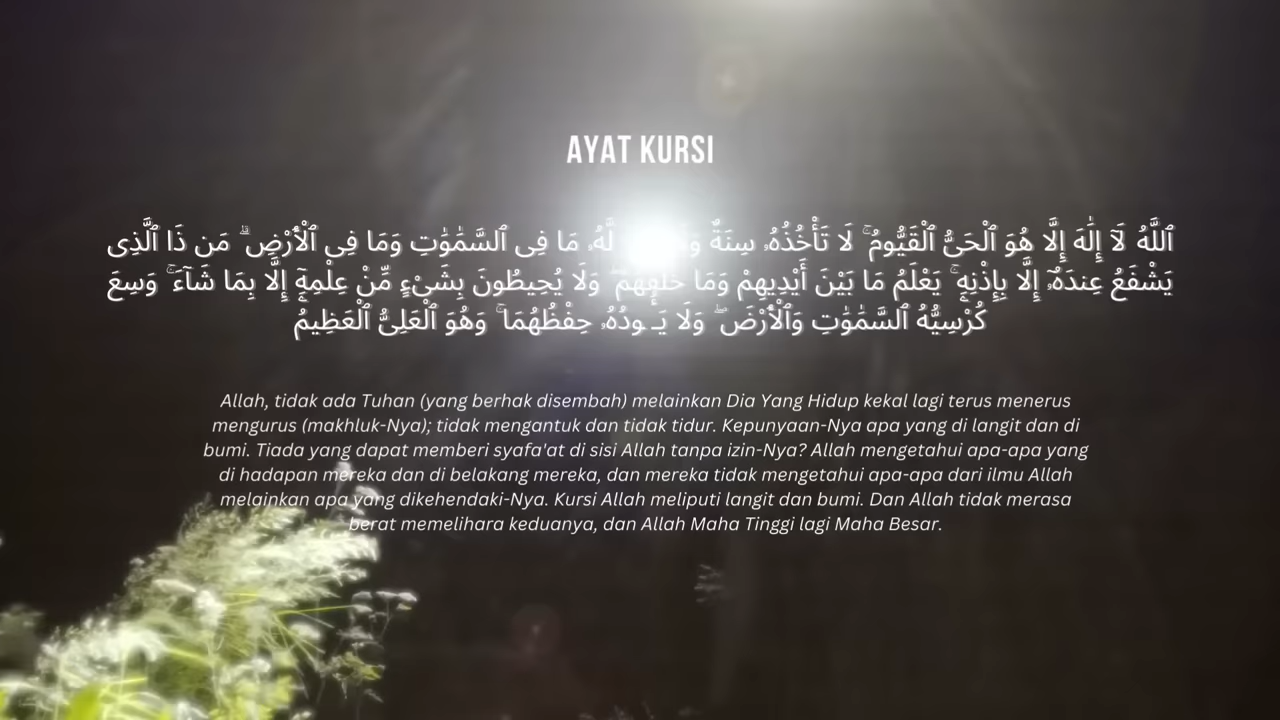 AYAT KURSI
ٱللَّهُ لَآ إِلَٰهَ إِلَّا هُوَ ٱلْحَىُّ ٱلْقَيُّومُ ۚ لَا تَأْخُذُهُۥ سِنَةٌ لَّهُۥ مَا فِى ٱلسَّمَٰوَٰتِ وَمَا فِى ٱلْأَرْضِ ۗ مَن ذَا ٱلَّذِى
يَشْفَعُ عِندَهُۥٓ إِلَّا بِإِذْنِهِۦ ۚ يَعْلَمُ مَا بَيْنَ أَيْدِيهِمْ وَمَا خَلْفَهُمْ ۖ وَلَا يُحِيطُونَ بِشَىْءٍ مِّنْ عِلْمِهِۦٓ إِلَّا بِمَا شَآءَ ۚ وَسِعَ
كُرْسِيُّهُ ٱلسَّمَٰوَٰتِ وَٱلْأَرْضَ ۖ وَلَا يَـُٔودُهُۥ حِفْظُهُمَا ۚ وَهُوَ ٱلْعَلِىُّ ٱلْعَظِيمُ
Allah, tidak ada Tuhan (yang berhak disembah) melainkan Dia Yang Hidup kekal lagi terus menerus
mengurus (makhluk-Nya); tidak mengantuk dan tidak tidur. Kepunyaan-Nya apa yang di langit dan di
bumi. Tiada yang dapat memberi syafa'at di sisi Allah tanpa izin-Nya? Allah mengetahui apa-apa yang
di hadapan mereka dan di belakang mereka, dan mereka tidak mengetahui apa-apa dari ilmu Allah
melainkan apa yang dikehendaki-Nya. Kursi Allah meliputi langit dan bumi. Dan Allah tidak merasa
berat memelihara keduanya, dan Allah Maha Tinggi lagi Maha Besar.